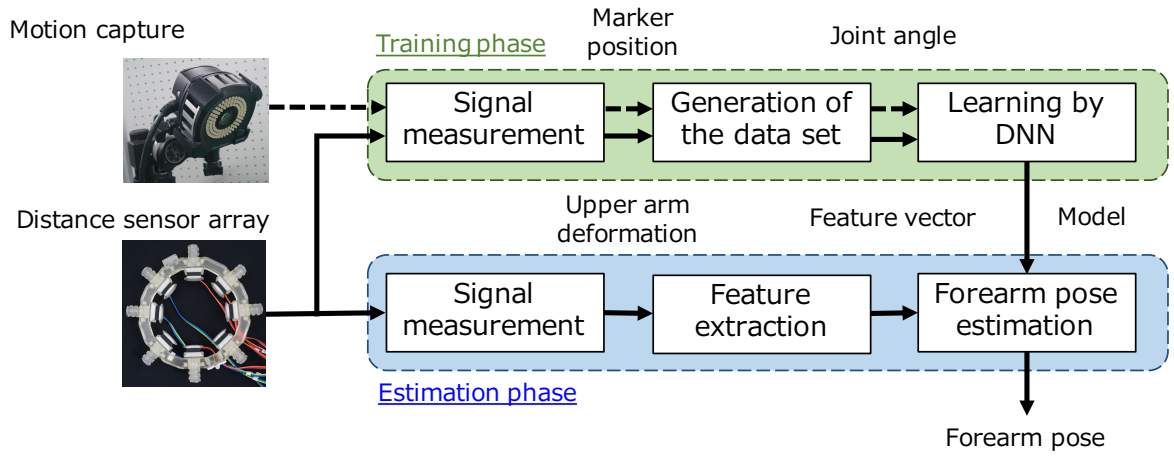 Motion capture
Training phase
Marker
position
Joint angle
Signal
measurement
Generation of
the data set
Learning by
DNN
Distance sensor array
Upper arm
deformation
Feature vector
Model
Signal
measurement
Feature
extraction
Forearm pose
estimation
Estimation phase
Forearm pose